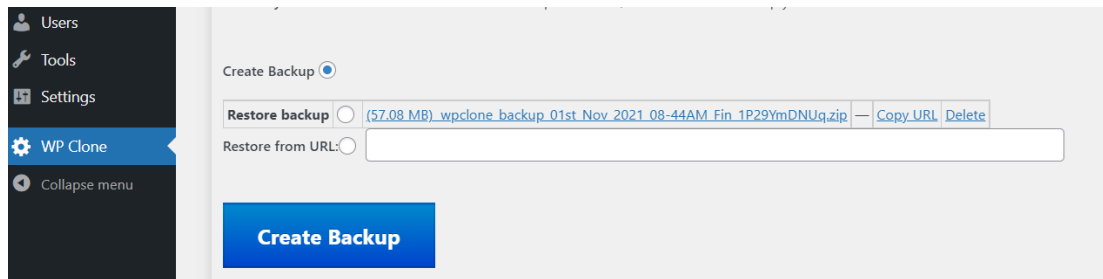 Users
Tools
Settings
WP Clone
Collapse menu
Create Backup
Restore backup (57.08 MB) wpclone_backup_01st_Nov_2021_08-44AM_Fin_1P29YmDNUq.zip — Copy URL Delete
Restore from URL:
Create Backup